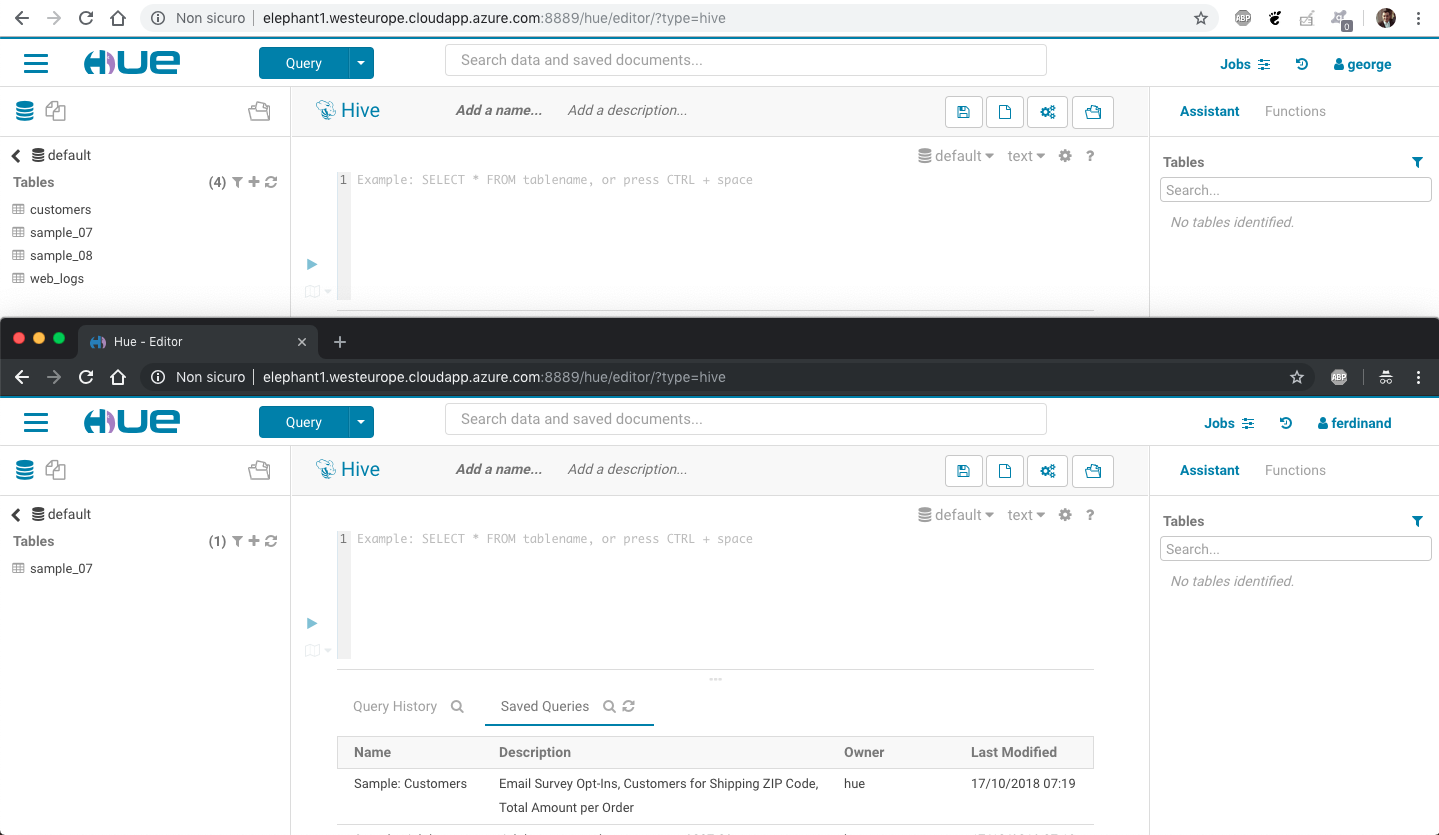 Non sicuro elephant1.westeurope.cloudapp.azure.com:8889/hue/editor/?type=hive ABP 0
HUE Query Search data and saved documents... Jobs george
Hive Add a name... Add a description... Assistant Functions
default default text ?
Tables (4) Tables
1 Example: SELECT * FROM tablename, or press CTRL + space Search...
customers
sample_07 No tables identified.
sample_08
web_logs
Hue - Editor
Non sicuro elephant1.westeurope.cloudapp.azure.com:8889/hue/editor/?type=hive ABP
HUE Query Search data and saved documents... Jobs ferdinand
Hive Add a name... Add a description... Assistant Functions
default default text ?
Tables (1) Tables
1 Example: SELECT * FROM tablename, or press CTRL + space Search...
sample_07 No tables identified.
Query History Saved Queries
Name Description Owner Last Modified
Sample: Customers Email Survey Opt-Ins, Customers for Shipping ZIP Code, hue 17/10/2018 07:19
Total Amount per Order